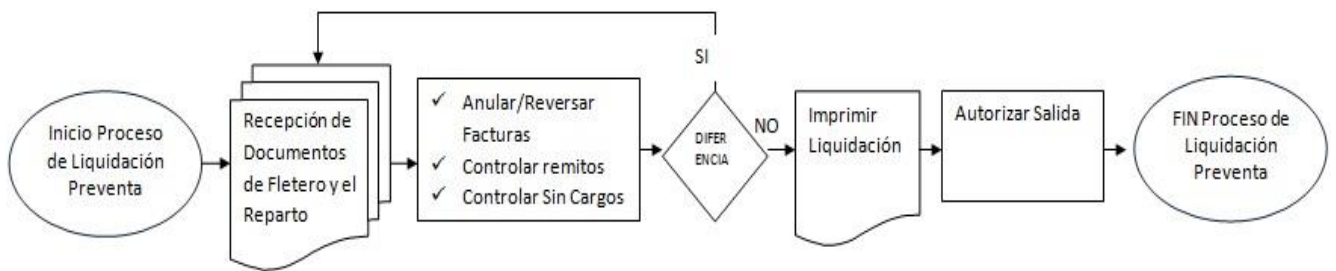 Inicio Proceso
de Liquidación
Preventa
Recepción de
Documentos
de Fletero y el
Reparto
✓ Anular/Reversar
Facturas
✓ Controlar remitos
✓ Controlar Sin Cargos
SI
DIFER
ENCIA
NO
Imprimir
Liquidación
Autorizar Salida
FIN Proceso de
Liquidación
Preventa